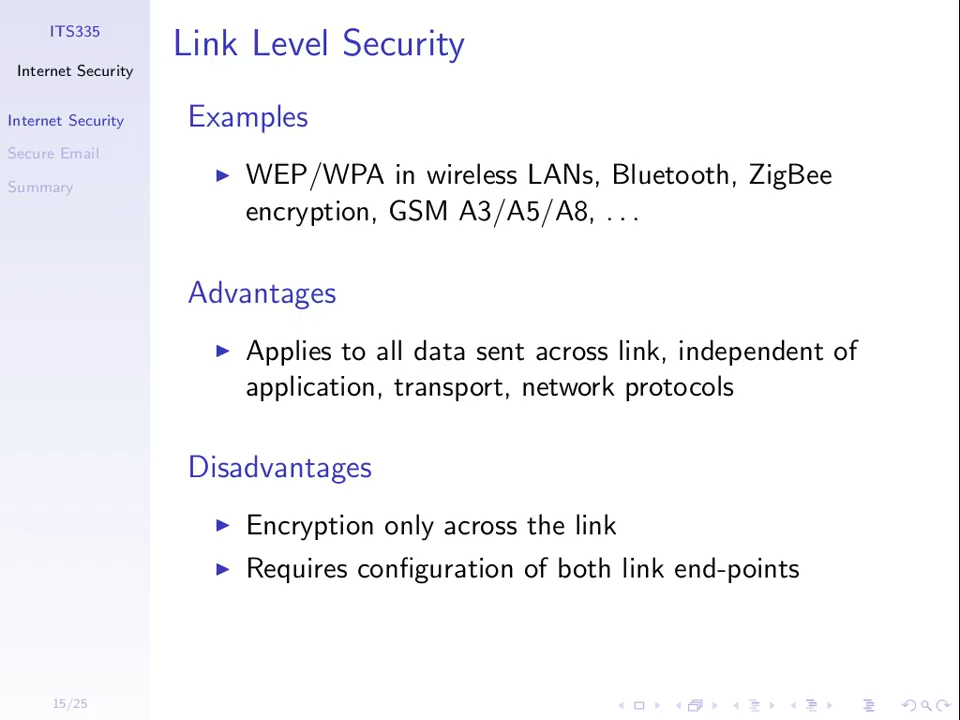 ITS335
Internet Security
Internet Security
Secure Email
Summary
Link Level Security
Examples
WEP/WPA in wireless LANs, Bluetooth, ZigBee
encryption, GSM A3/A5/A8, . . .
Advantages
Applies to all data sent across link, independent of
application, transport, network protocols
Disadvantages
Encryption only across the link
Requires configuration of both link end-points
15/25